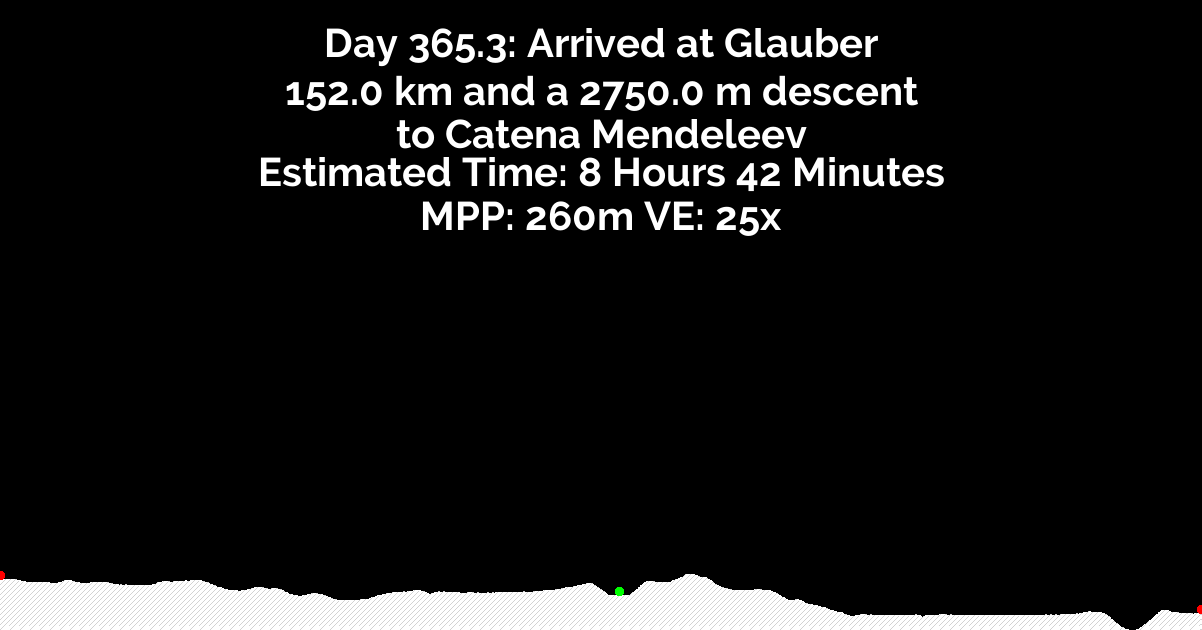 Day 365.3: Arrived at Glauber
152.0 km and a 2750.0 m descent
to Catena Mendeleev
Estimated Time: 8 Hours 42 Minutes
MPP: 260m VE: 25x